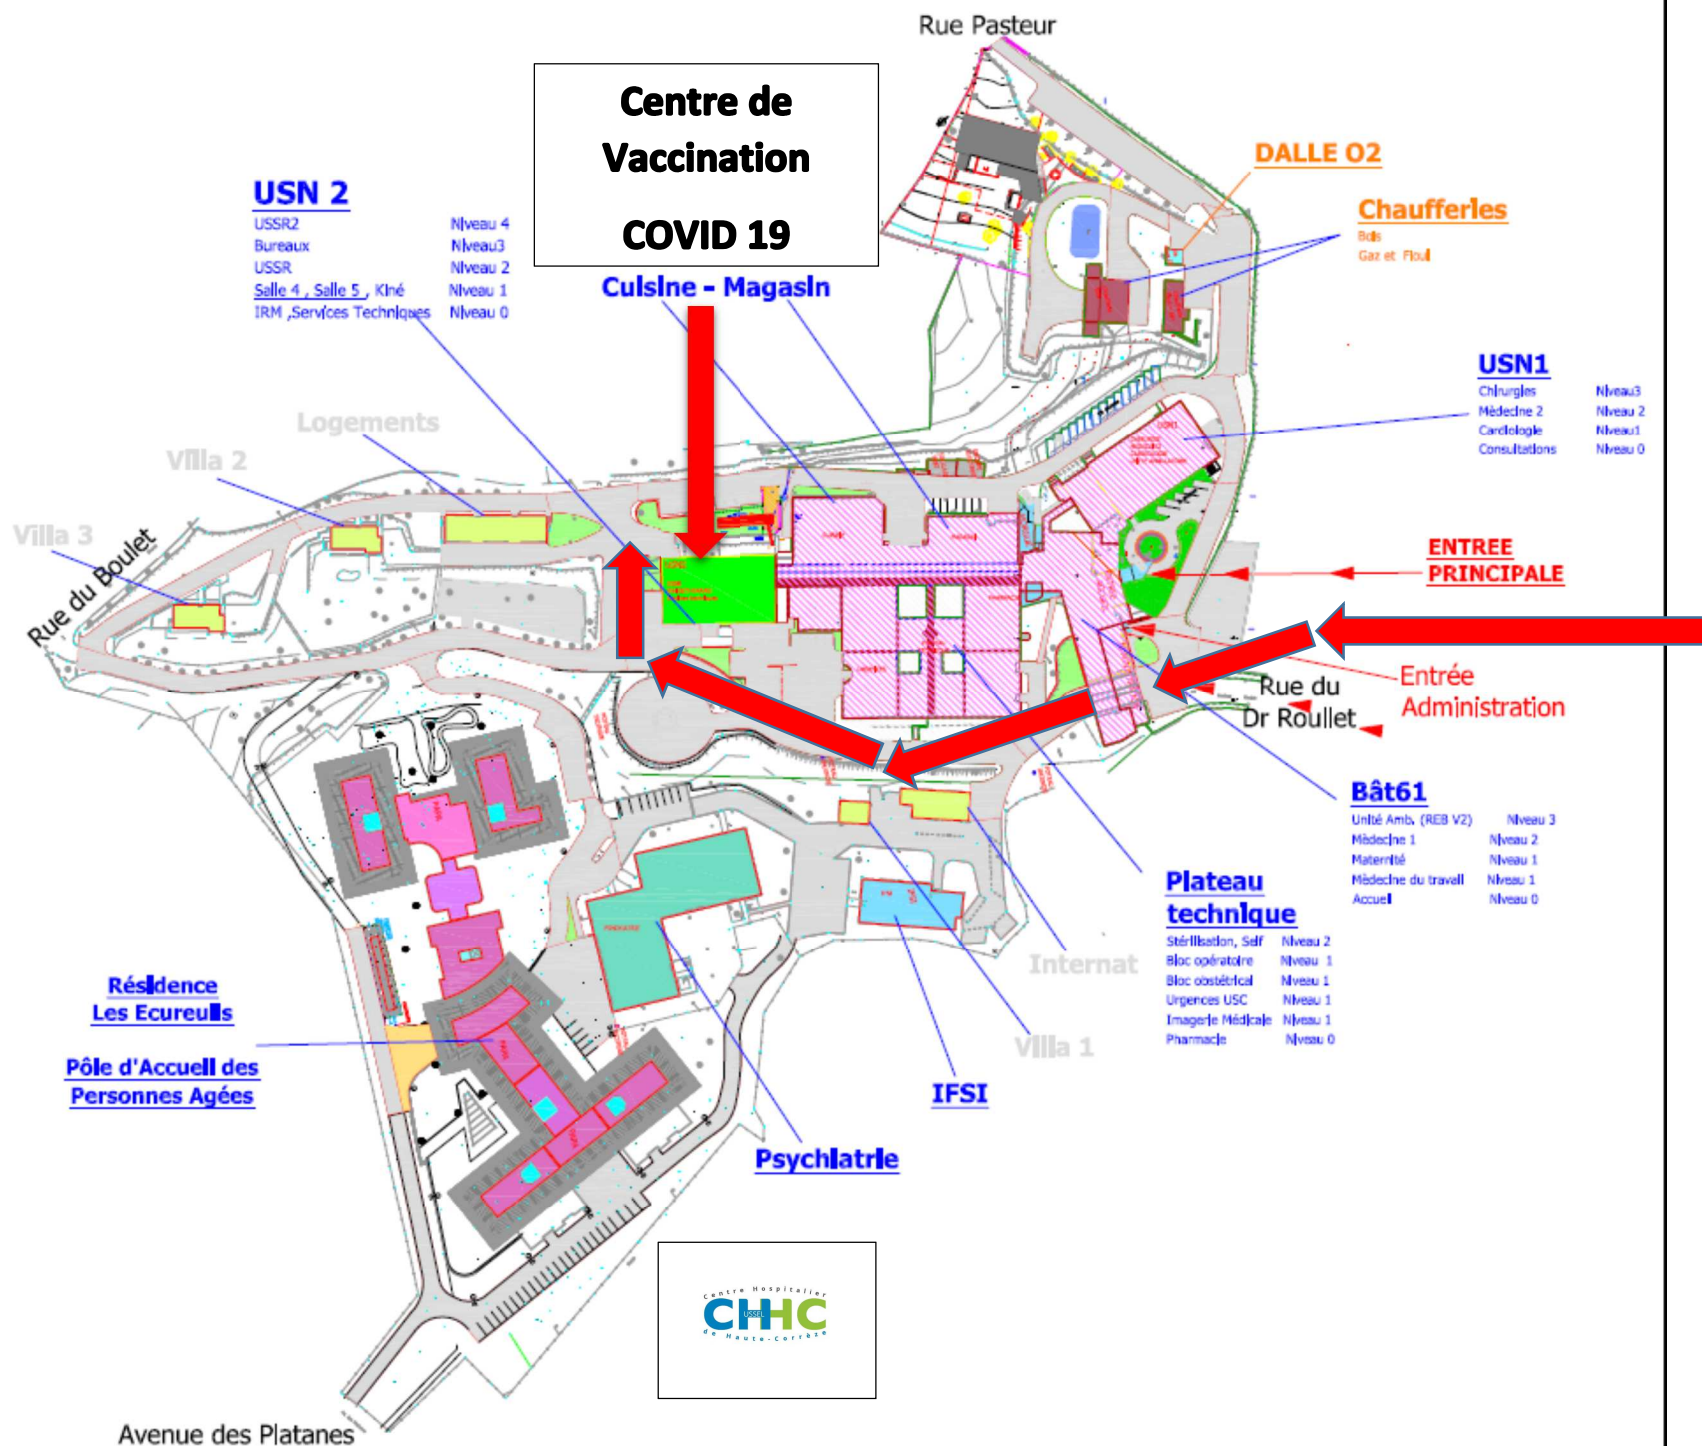 Rue Pasteur
Centre de
Vaccination
COVID 19
DALLE O2
Chaufferies
Bois
Gaz et Fioul
USN 2
USSR2 Niveau 4
Bureaux Niveau3
USSR Niveau 2
Salle 4 , Salle 5 , Kiné Niveau 1
IRM ,Services Techniques Niveau 0
Cuisine - Magasin
USN1
Chirurgies Niveau3
Mèdecine 2 Niveau 2
Cardiologie Niveau1
Consultations Niveau 0
Logements
Villa 2
Villa 3
Rue du Boulet
ENTREE
PRINCIPALE
Entrée
Administration
Rue du
Dr Roullet
Bât61
Unité Amb. (REB V2) Niveau 3
Mèdecine 1 Niveau 2
Maternité Niveau 1
Mèdecine du travail Niveau 1
Accueil Niveau 0
Plateau
technique
Stérilisation, Self Niveau 2
Bloc opératoire Niveau 1
Bloc obstétrical Niveau 1
Urgences USC Niveau 1
Imagerie Médicale Niveau 1
Pharmacie Niveau 0
Internat
Villa 1
IFSI
Psychiatrie
Résidence
Les Ecureuils
Pôle d'Accueil des
Personnes Agées
Centre Hospitalier
CHHC
USSEL
de Haute-Corrèze
Avenue des Platanes